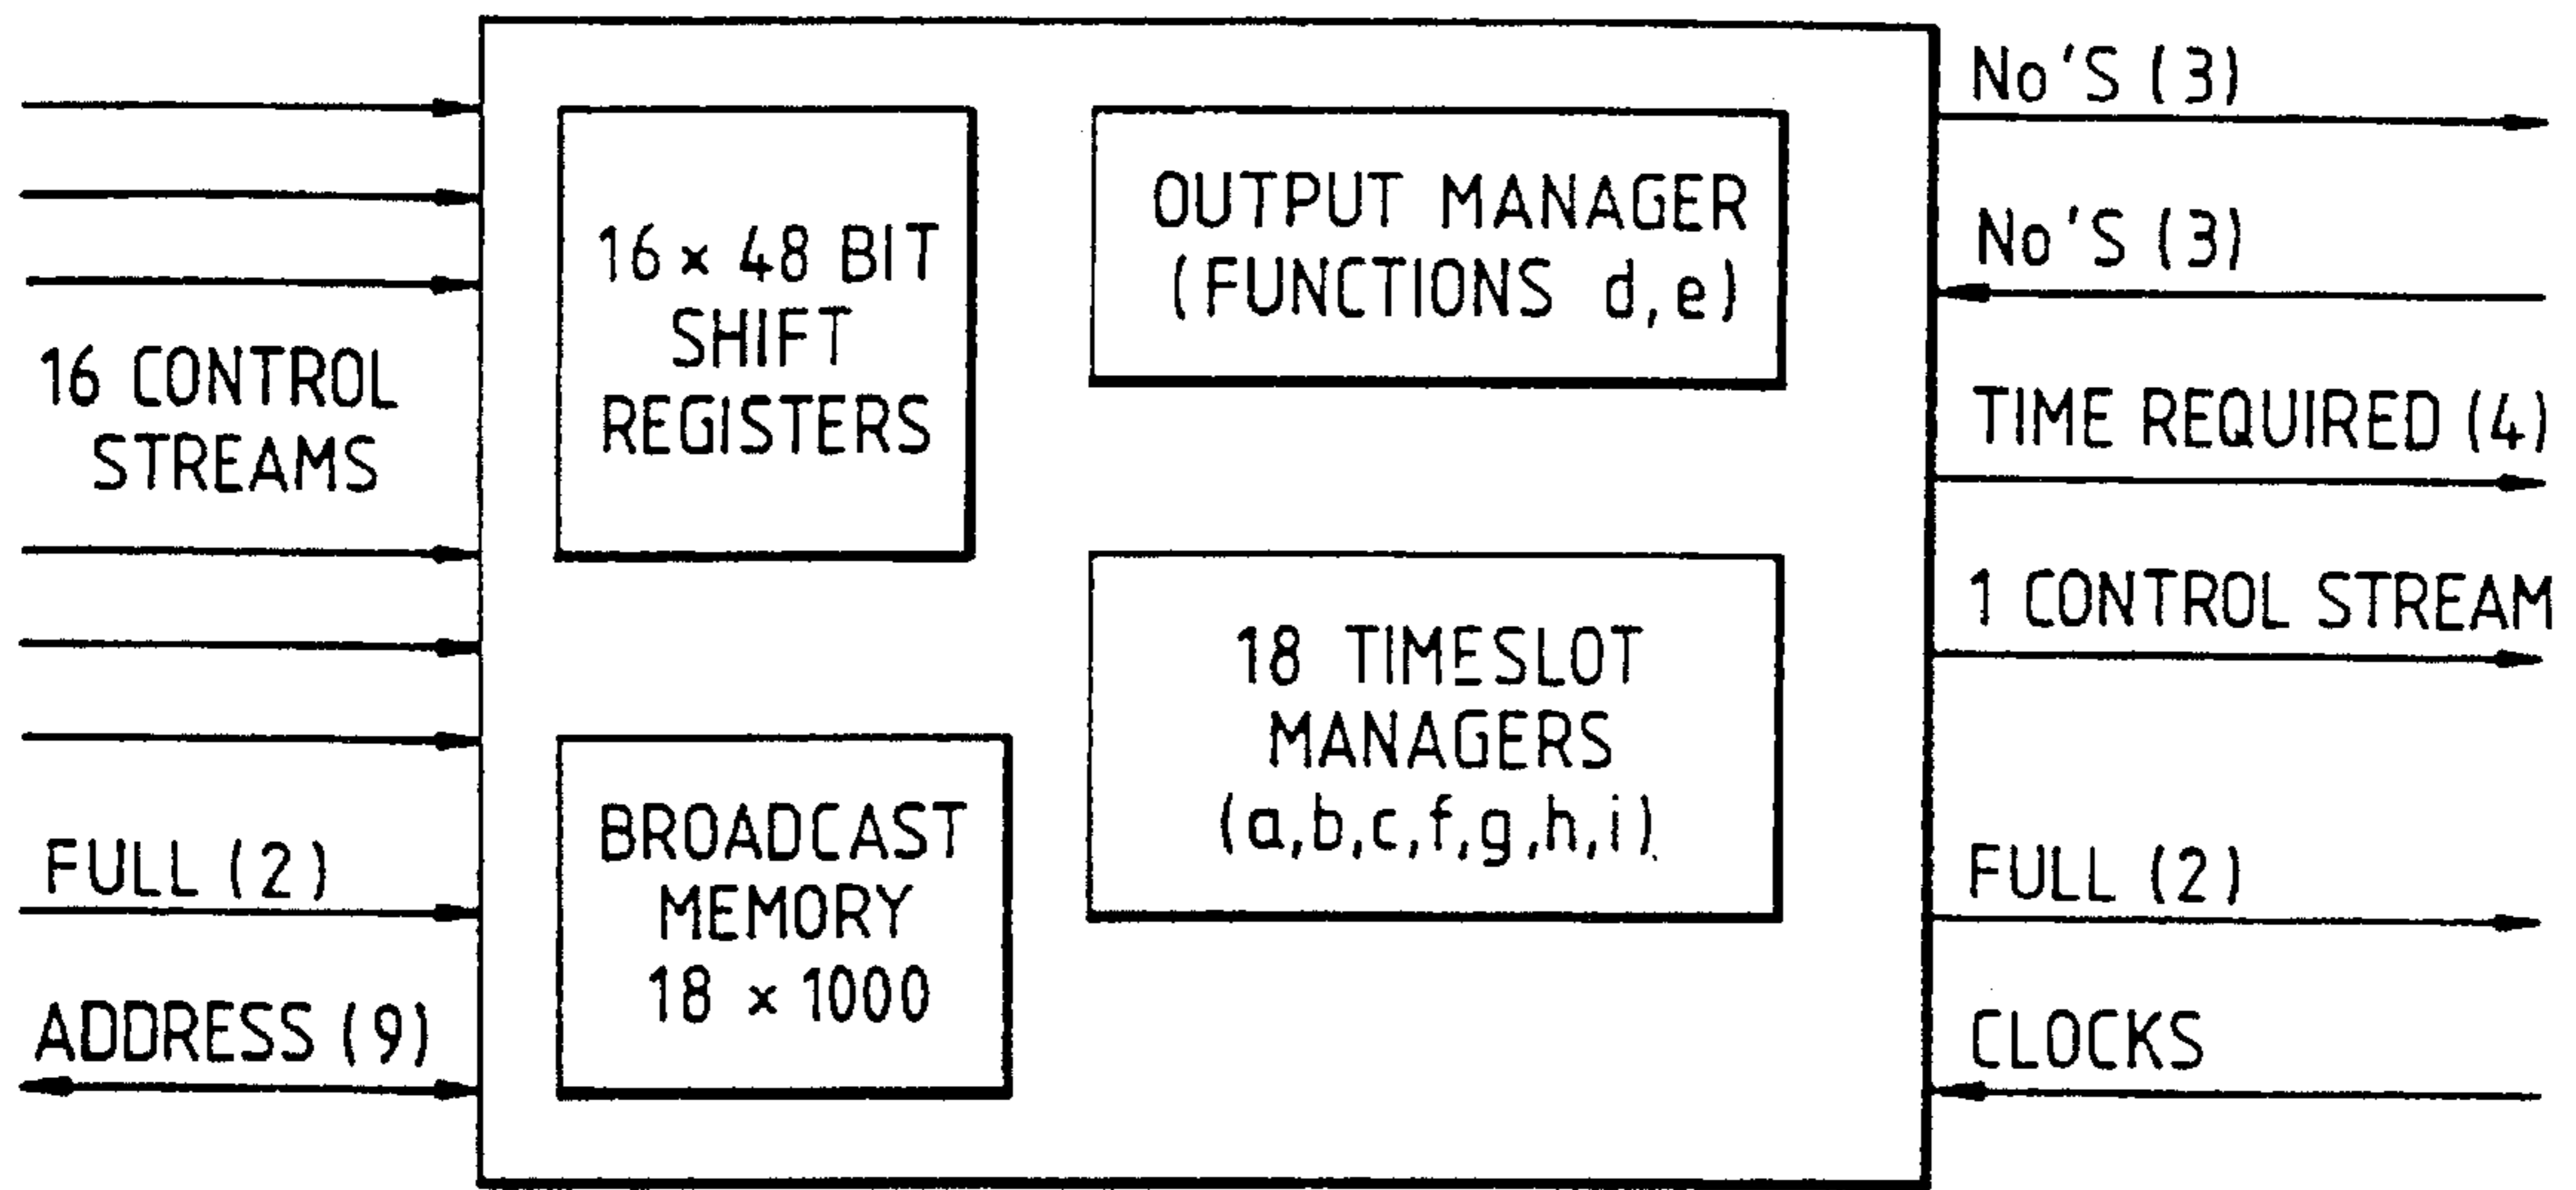 16 CONTROL
STREAMS
FULL (2)
ADDRESS (9)
16 × 48 BIT
SHIFT
REGISTERS
BROADCAST
MEMORY
18 × 1000
OUTPUT MANAGER
(FUNCTIONS d,e)
18 TIMESLOT
MANAGERS
(a,b,c,f,g,h,i)
No'S (3)
No'S (3)
TIME REQUIRED (4)
1 CONTROL STREAM
FULL (2)
CLOCKS